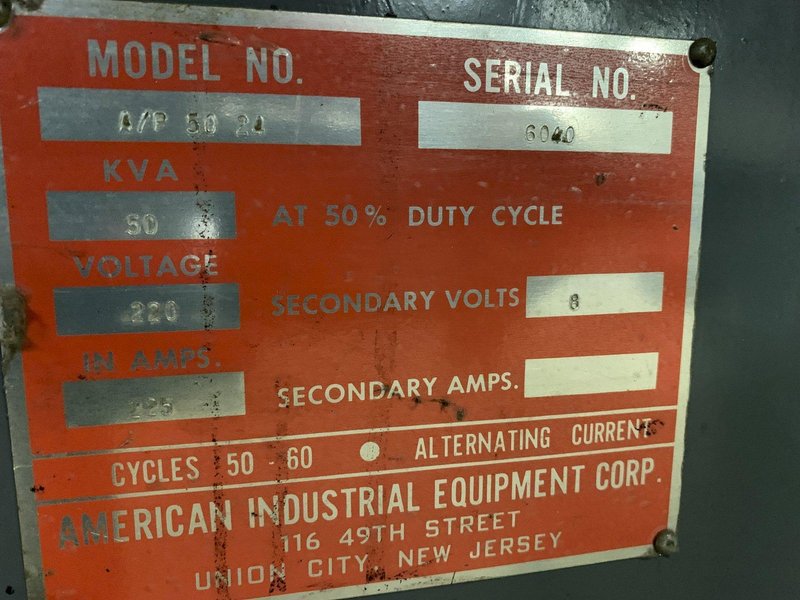 MODEL NO. SERIAL NO.
A/P 50 24 6040
KVA
50 AT 50% DUTY CYCLE
VOLTAGE
220 SECONDARY VOLTS 8
IN AMPS.
225 SECONDARY AMPS.
CYCLES 50 - 60 ALTERNATING CURRENT
AMERICAN INDUSTRIAL EQUIPMENT CORP.
116 49TH STREET
UNION CITY, NEW JERSEY